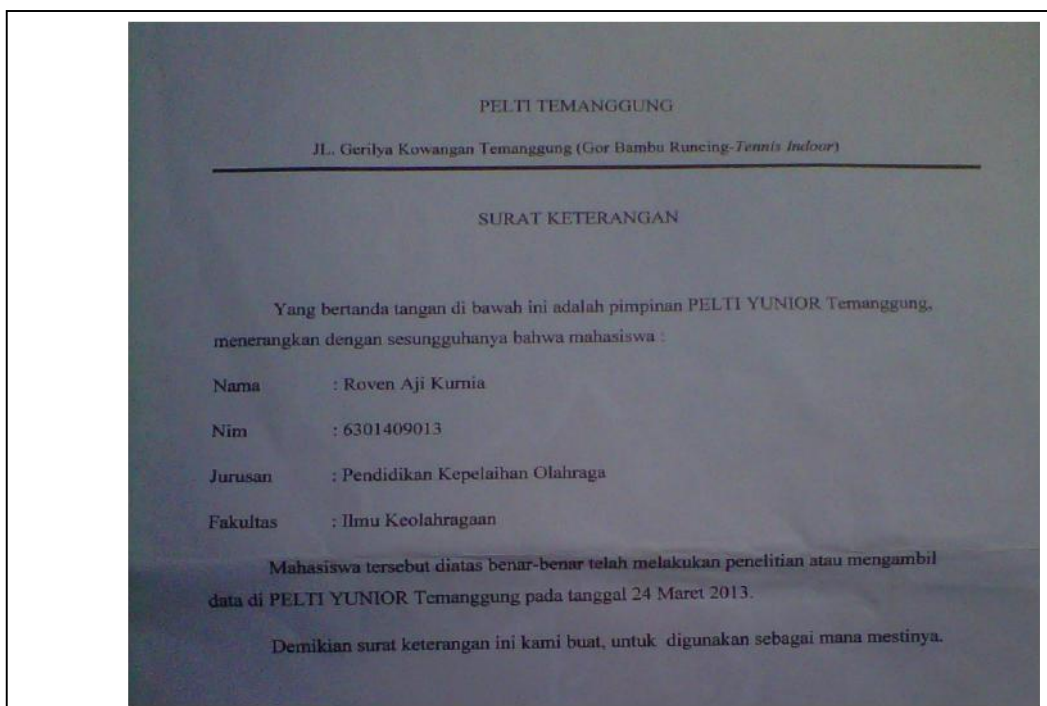 PELTI TEMANGGUNG
JL. Gerilya Kowangan Temanggung (Gor Bambu Runcing-Tennis Indoor)
SURAT KETERANGAN
Yang bertanda tangan di bawah ini adalah pimpinan PELTI YUNIOR Temanggung,
menerangkan dengan sesungguhanya bahwa mahasiswa :
Nama : Roven Aji Kurnia
Nim : 6301409013
Jurusan : Pendidikan Kepelaihan Olahraga
Fakultas : Ilmu Keolahragaan
Mahasiswa tersebut diatas benar-benar telah melakukan penelitian atau mengambil
data di PELTI YUNIOR Temanggung pada tanggal 24 Maret 2013.
Demikian surat keterangan ini kami buat, untuk digunakan sebagai mana mestinya.